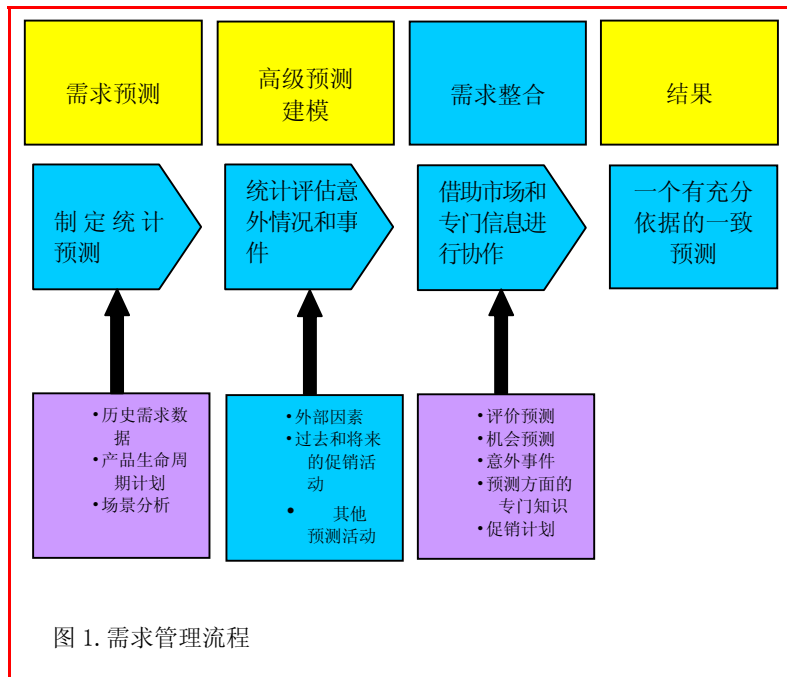 需求预测
高级预测
建模
需求整合
结果
制定统计
预测
统计评估意
外情况和事
件
借助市场和
专门信息进
行协作
一个有充分
依据的一致
预测
•历史需求数
据
•产品生命周
期计划
•场景分析
•外部因素
•过去和将来
的促销活
动
• 其他
预测活动
•评价预测
•机会预测
•意外事件
•预测方面的
专门知识
•促销计划
图 1.需求管理流程